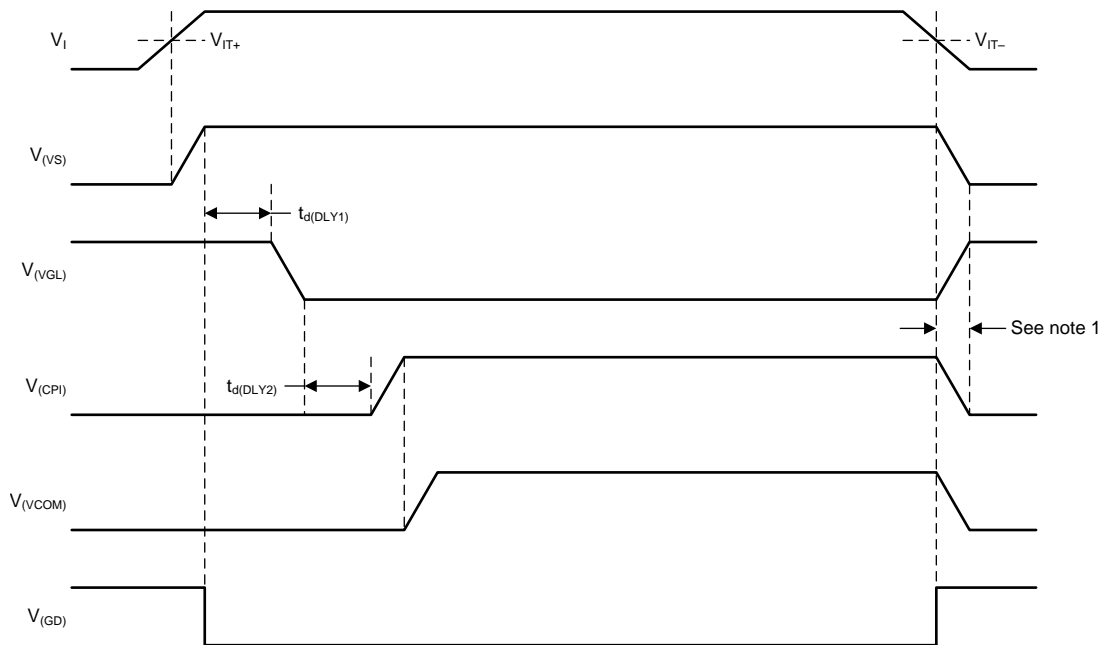 V_I
V_IT+
V_IT–
V_(VS)
t_d(DLY1)
V_(VGL)
See note 1
t_d(DLY2)
V_(CPI)
V_(VCOM)
V_(GD)